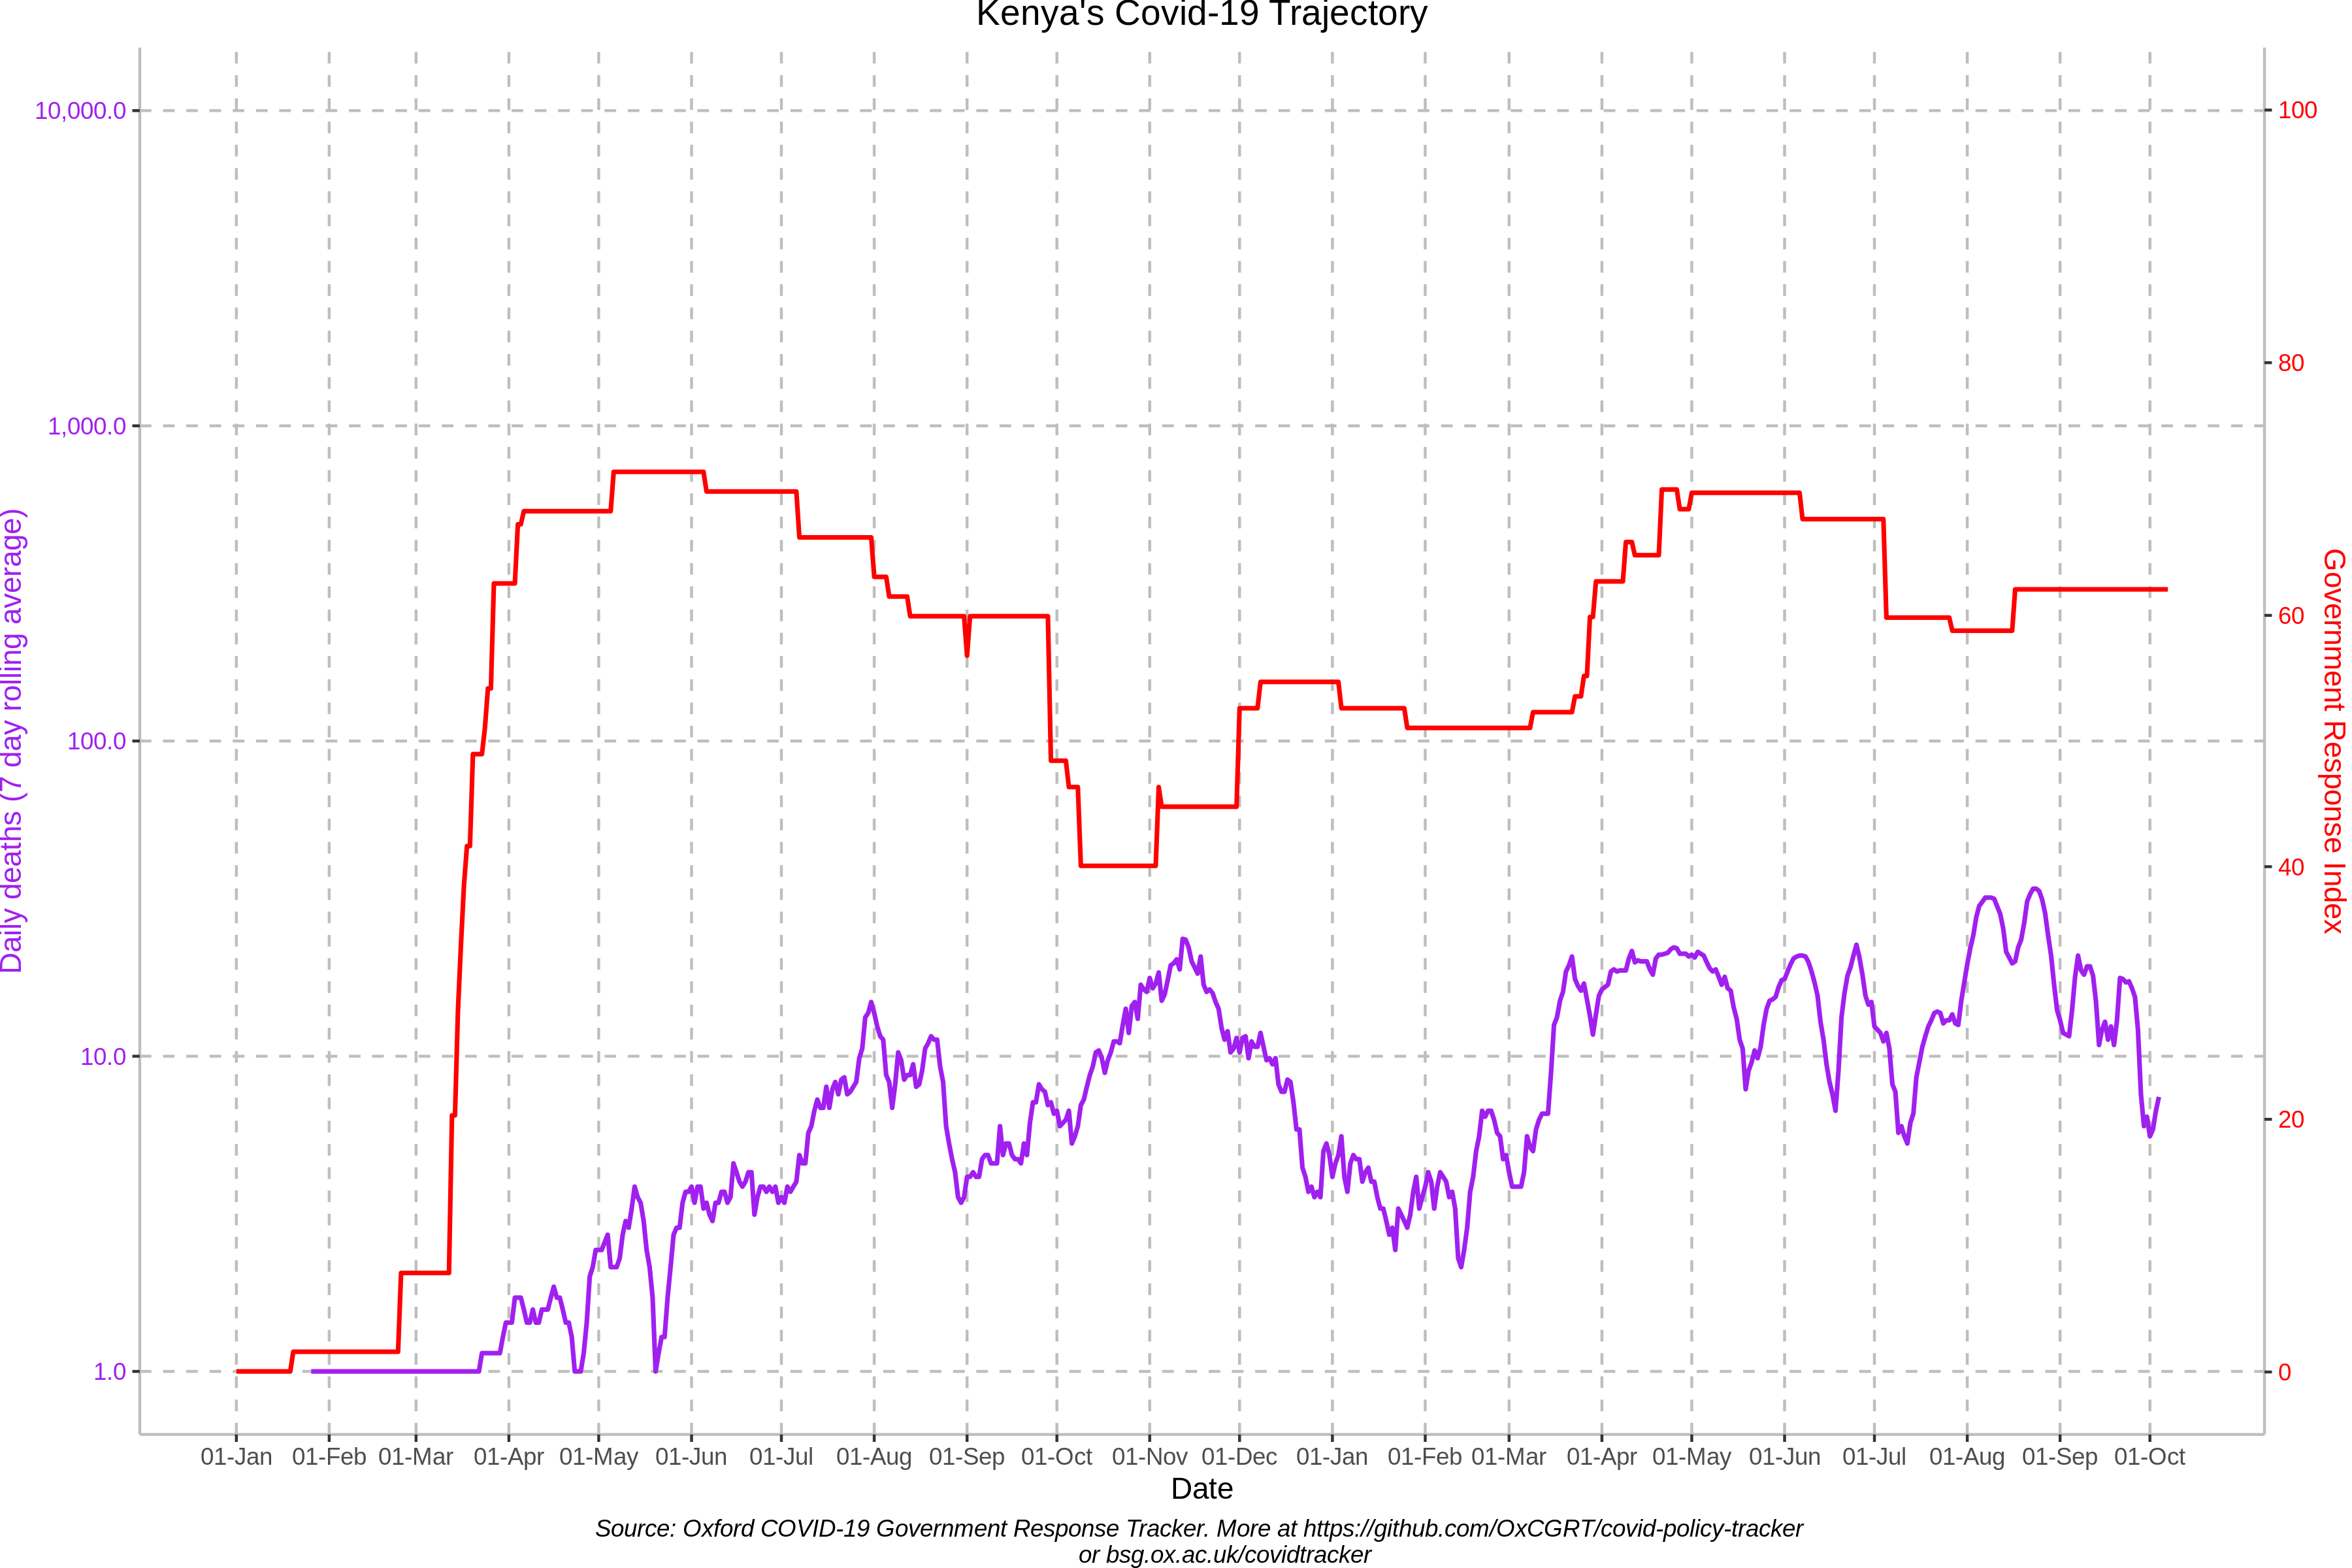 Kenya's Covid-19 Trajectory
10,000.0
1,000.0
100.0
10.0
1.0
Daily deaths (7 day rolling average)
100
80
60
40
20
0
Government Response Index
01-Jan 01-Feb 01-Mar 01-Apr 01-May 01-Jun 01-Jul 01-Aug 01-Sep 01-Oct 01-Nov 01-Dec 01-Jan 01-Feb 01-Mar 01-Apr 01-May 01-Jun 01-Jul 01-Aug 01-Sep 01-Oct
Date
Source: Oxford COVID-19 Government Response Tracker. More at https://github.com/OxCGRT/covid-policy-tracker
or bsg.ox.ac.uk/covidtracker